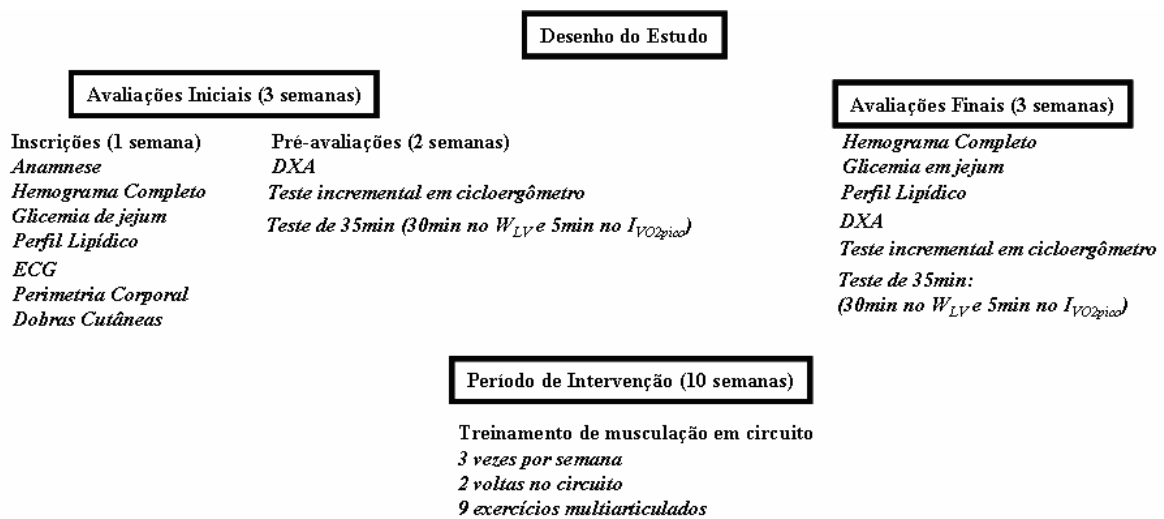 Desenho do Estudo
Avaliações Iniciais (3 semanas)
Inscrições (1 semana)
Anamnese
Hemograma Completo
Glicemia de jejum
Perfil Lipídico
ECG
Perimetria Corporal
Dobras Cutâneas
Pré-avaliações (2 semanas)
DXA
Teste incremental em cicloergômetro
Teste de 35min (30min no W_LV e 5min no I_VO2pico)
Avaliações Finais (3 semanas)
Hemograma Completo
Glicemia em jejum
Perfil Lipídico
DXA
Teste incremental em cicloergômetro
Teste de 35min:
(30min no W_LV e 5min no I_VO2pico)
Período de Intervenção (10 semanas)
Treinamento de musculação em circuito
3 vezes por semana
2 voltas no circuito
9 exercícios multiarticulados